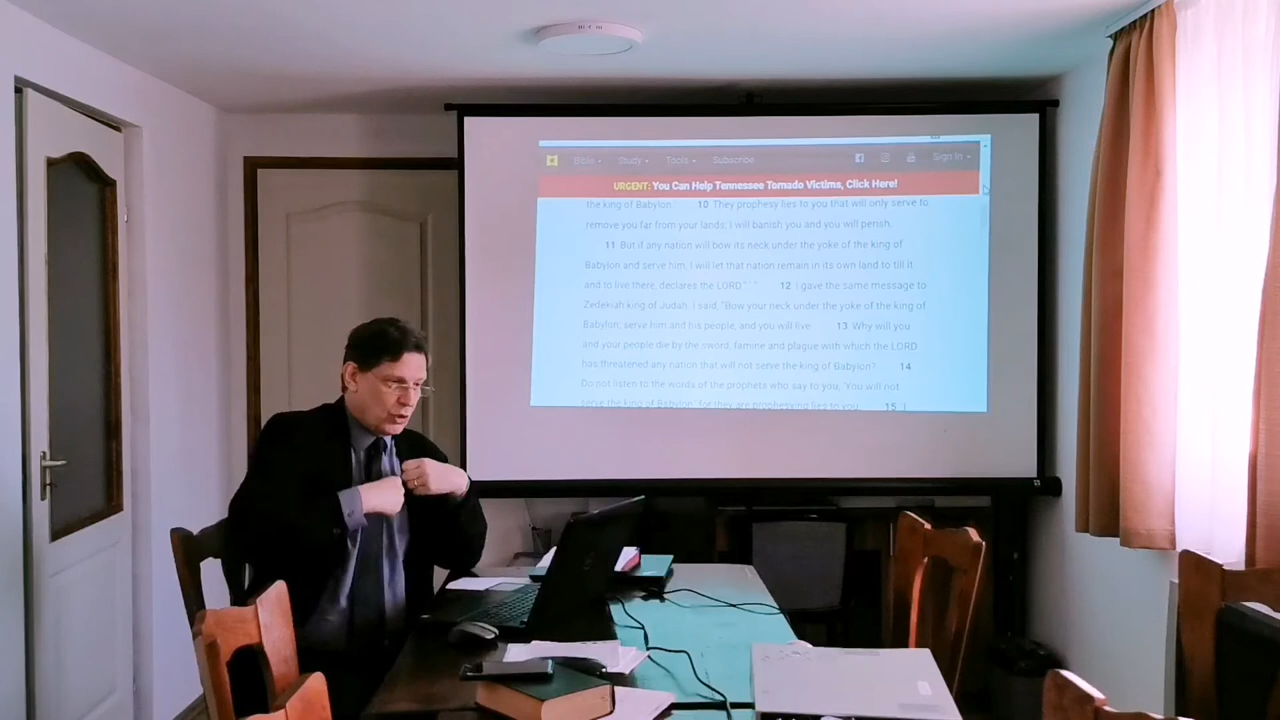 Bible Study Tools Subscribe Sign In
URGENT: You Can Help Tennessee Tornado Victims, Click Here!
the king of Babylon.' 10 They prophesy lies to you that will only serve to
remove you far from your lands; I will banish you and you will perish.
11 But if any nation will bow its neck under the yoke of the king of
Babylon and serve him, I will let that nation remain in its own land to till it
and to live there, declares the LORD." ' " 12 I gave the same message to
Zedekiah king of Judah. I said, "Bow your neck under the yoke of the king of
Babylon; serve him and his people, and you will live. 13 Why will you
and your people die by the sword, famine and plague with which the LORD
has threatened any nation that will not serve the king of Babylon? 14
Do not listen to the words of the prophets who say to you, 'You will not
serve the king of Babylon,' for they are prophesying lies to you. 15 I